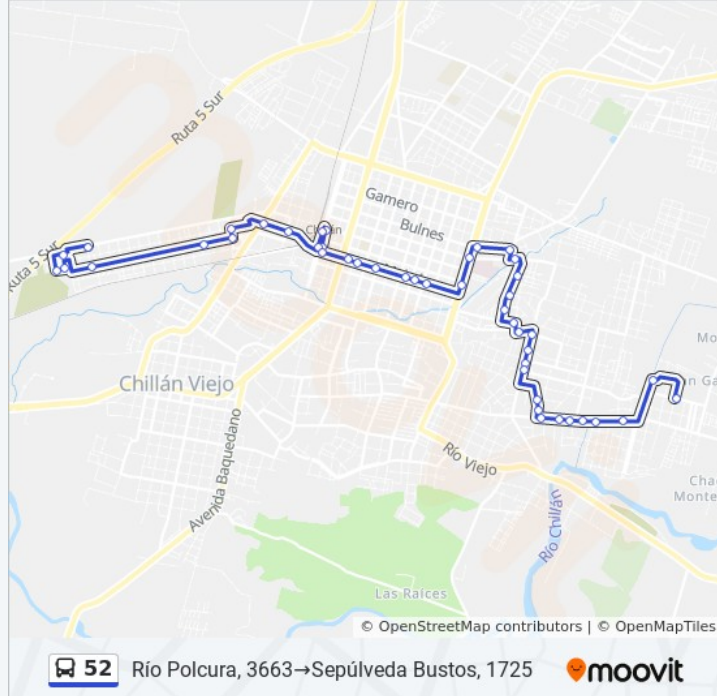 Ruta 5 Sur
Gamero
Bulnes
Ruta 5 Sur
Chillán Viejo
Avenida Baquedano
Río Viejo
Río Chillán
Las Raíces
© OpenStreetMap contributors | © OpenMapTiles
52 Río Polcura, 3663→Sepúlveda Bustos, 1725 moovit